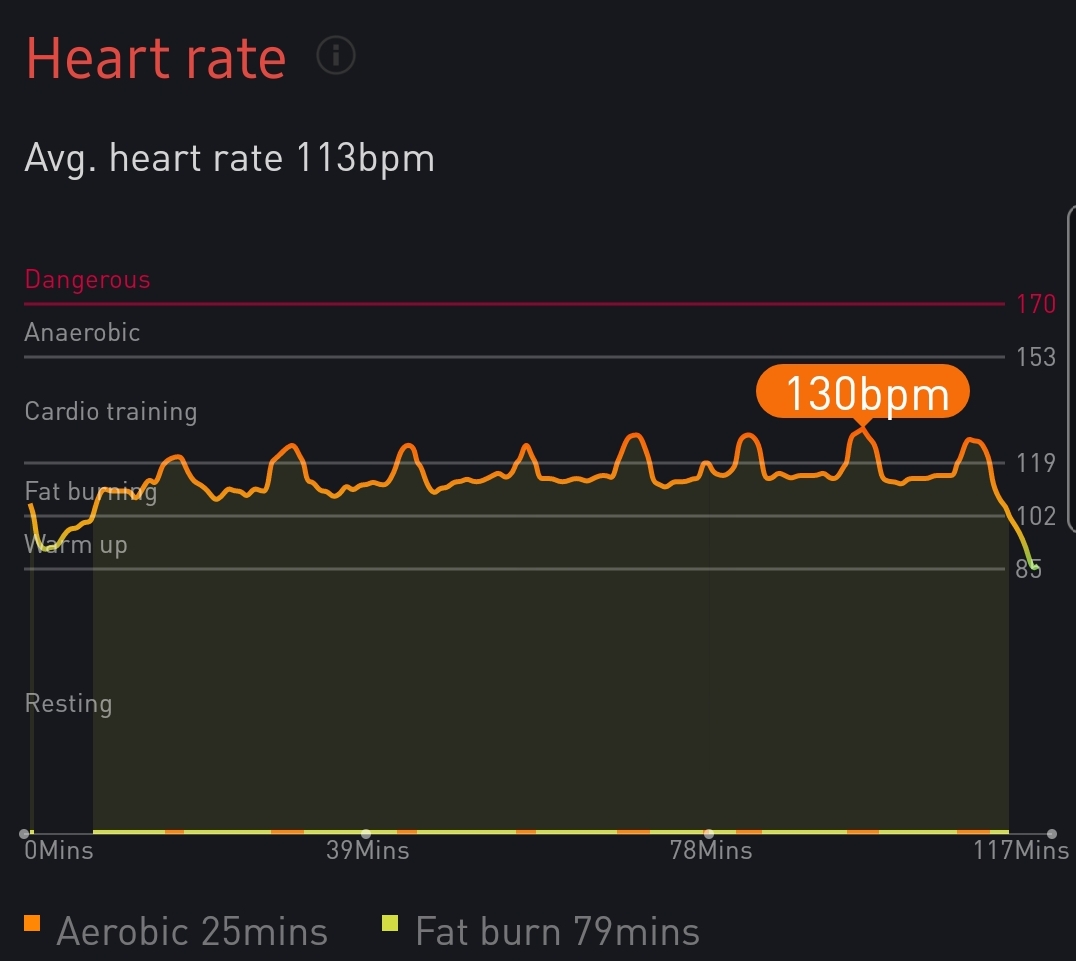 Heart rate
Avg. heart rate 113bpm
Dangerous
170
Anaerobic
153
130bpm
Cardio training
119
Fat burning
102
Warm up
85
Resting
0Mins 39Mins 78Mins 117Mins
Aerobic 25mins Fat burn 79mins